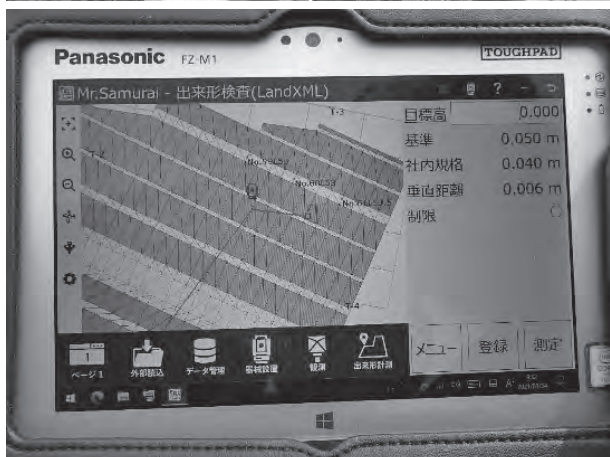 Panasonic FZ-M1
TOUGHPAD
Mr.Samurai - 出来形検査(LandXML)
?
T-3
T-2
T-4
目標高 0.000
基準 0.050 m
社内規格 0.040 m
垂直距離 0.006 m
制限
メニュー
登録
測定
1
ページ 1
外部読込
データ管理
器械設置
観測
出来形計測